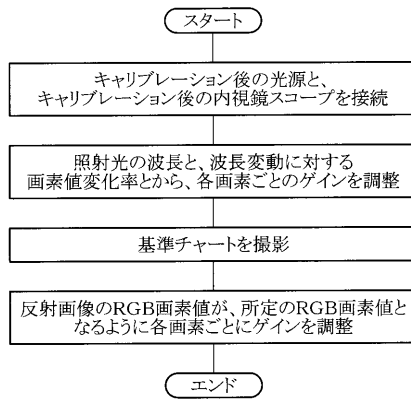 スタート
キャリブレーション後の光源と、
キャリブレーション後の内視鏡スコープを接続
照射光の波長と、波長変動に対する
画素値変化率とから、各画素ごとのゲインを調整
基準チャートを撮影
反射画像のRGB画素値が、所定のRGB画素値と
なるように各画素ごとにゲインを調整
エンド